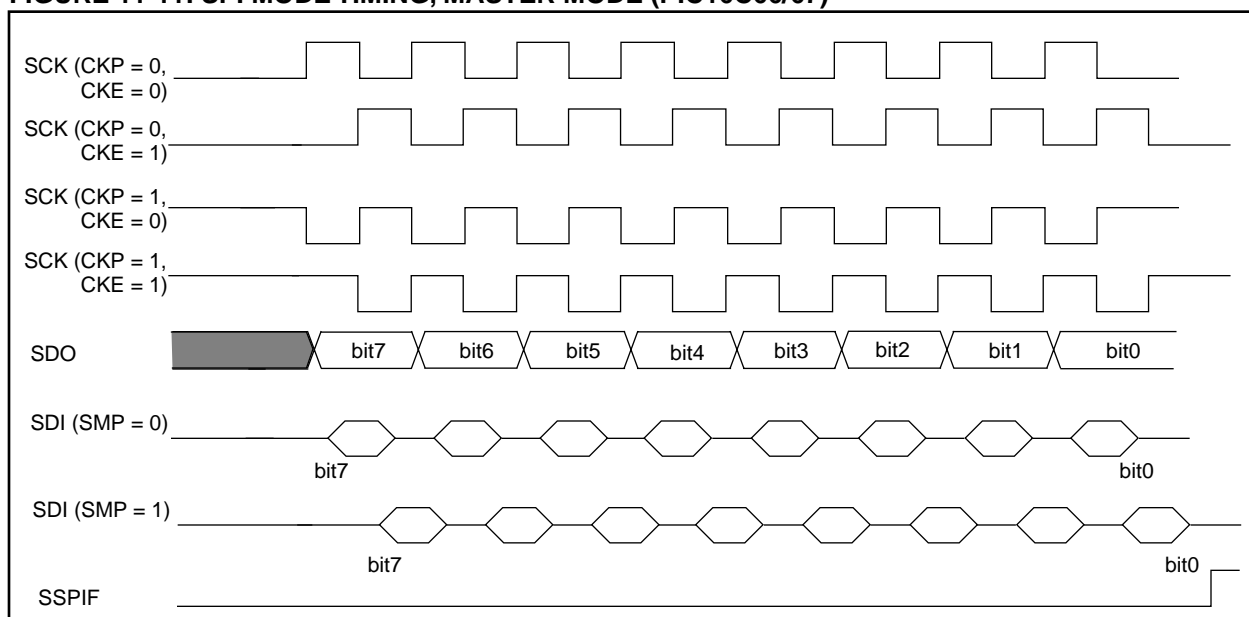 SCK (CKP = 0,
CKE = 0)
SCK (CKP = 0,
CKE = 1)
SCK (CKP = 1,
CKE = 0)
SCK (CKP = 1,
CKE = 1)
SDO bit7 bit6 bit5 bit4 bit3 bit2 bit1 bit0
SDI (SMP = 0)
bit7 bit0
SDI (SMP = 1)
bit7 bit0
SSPIF